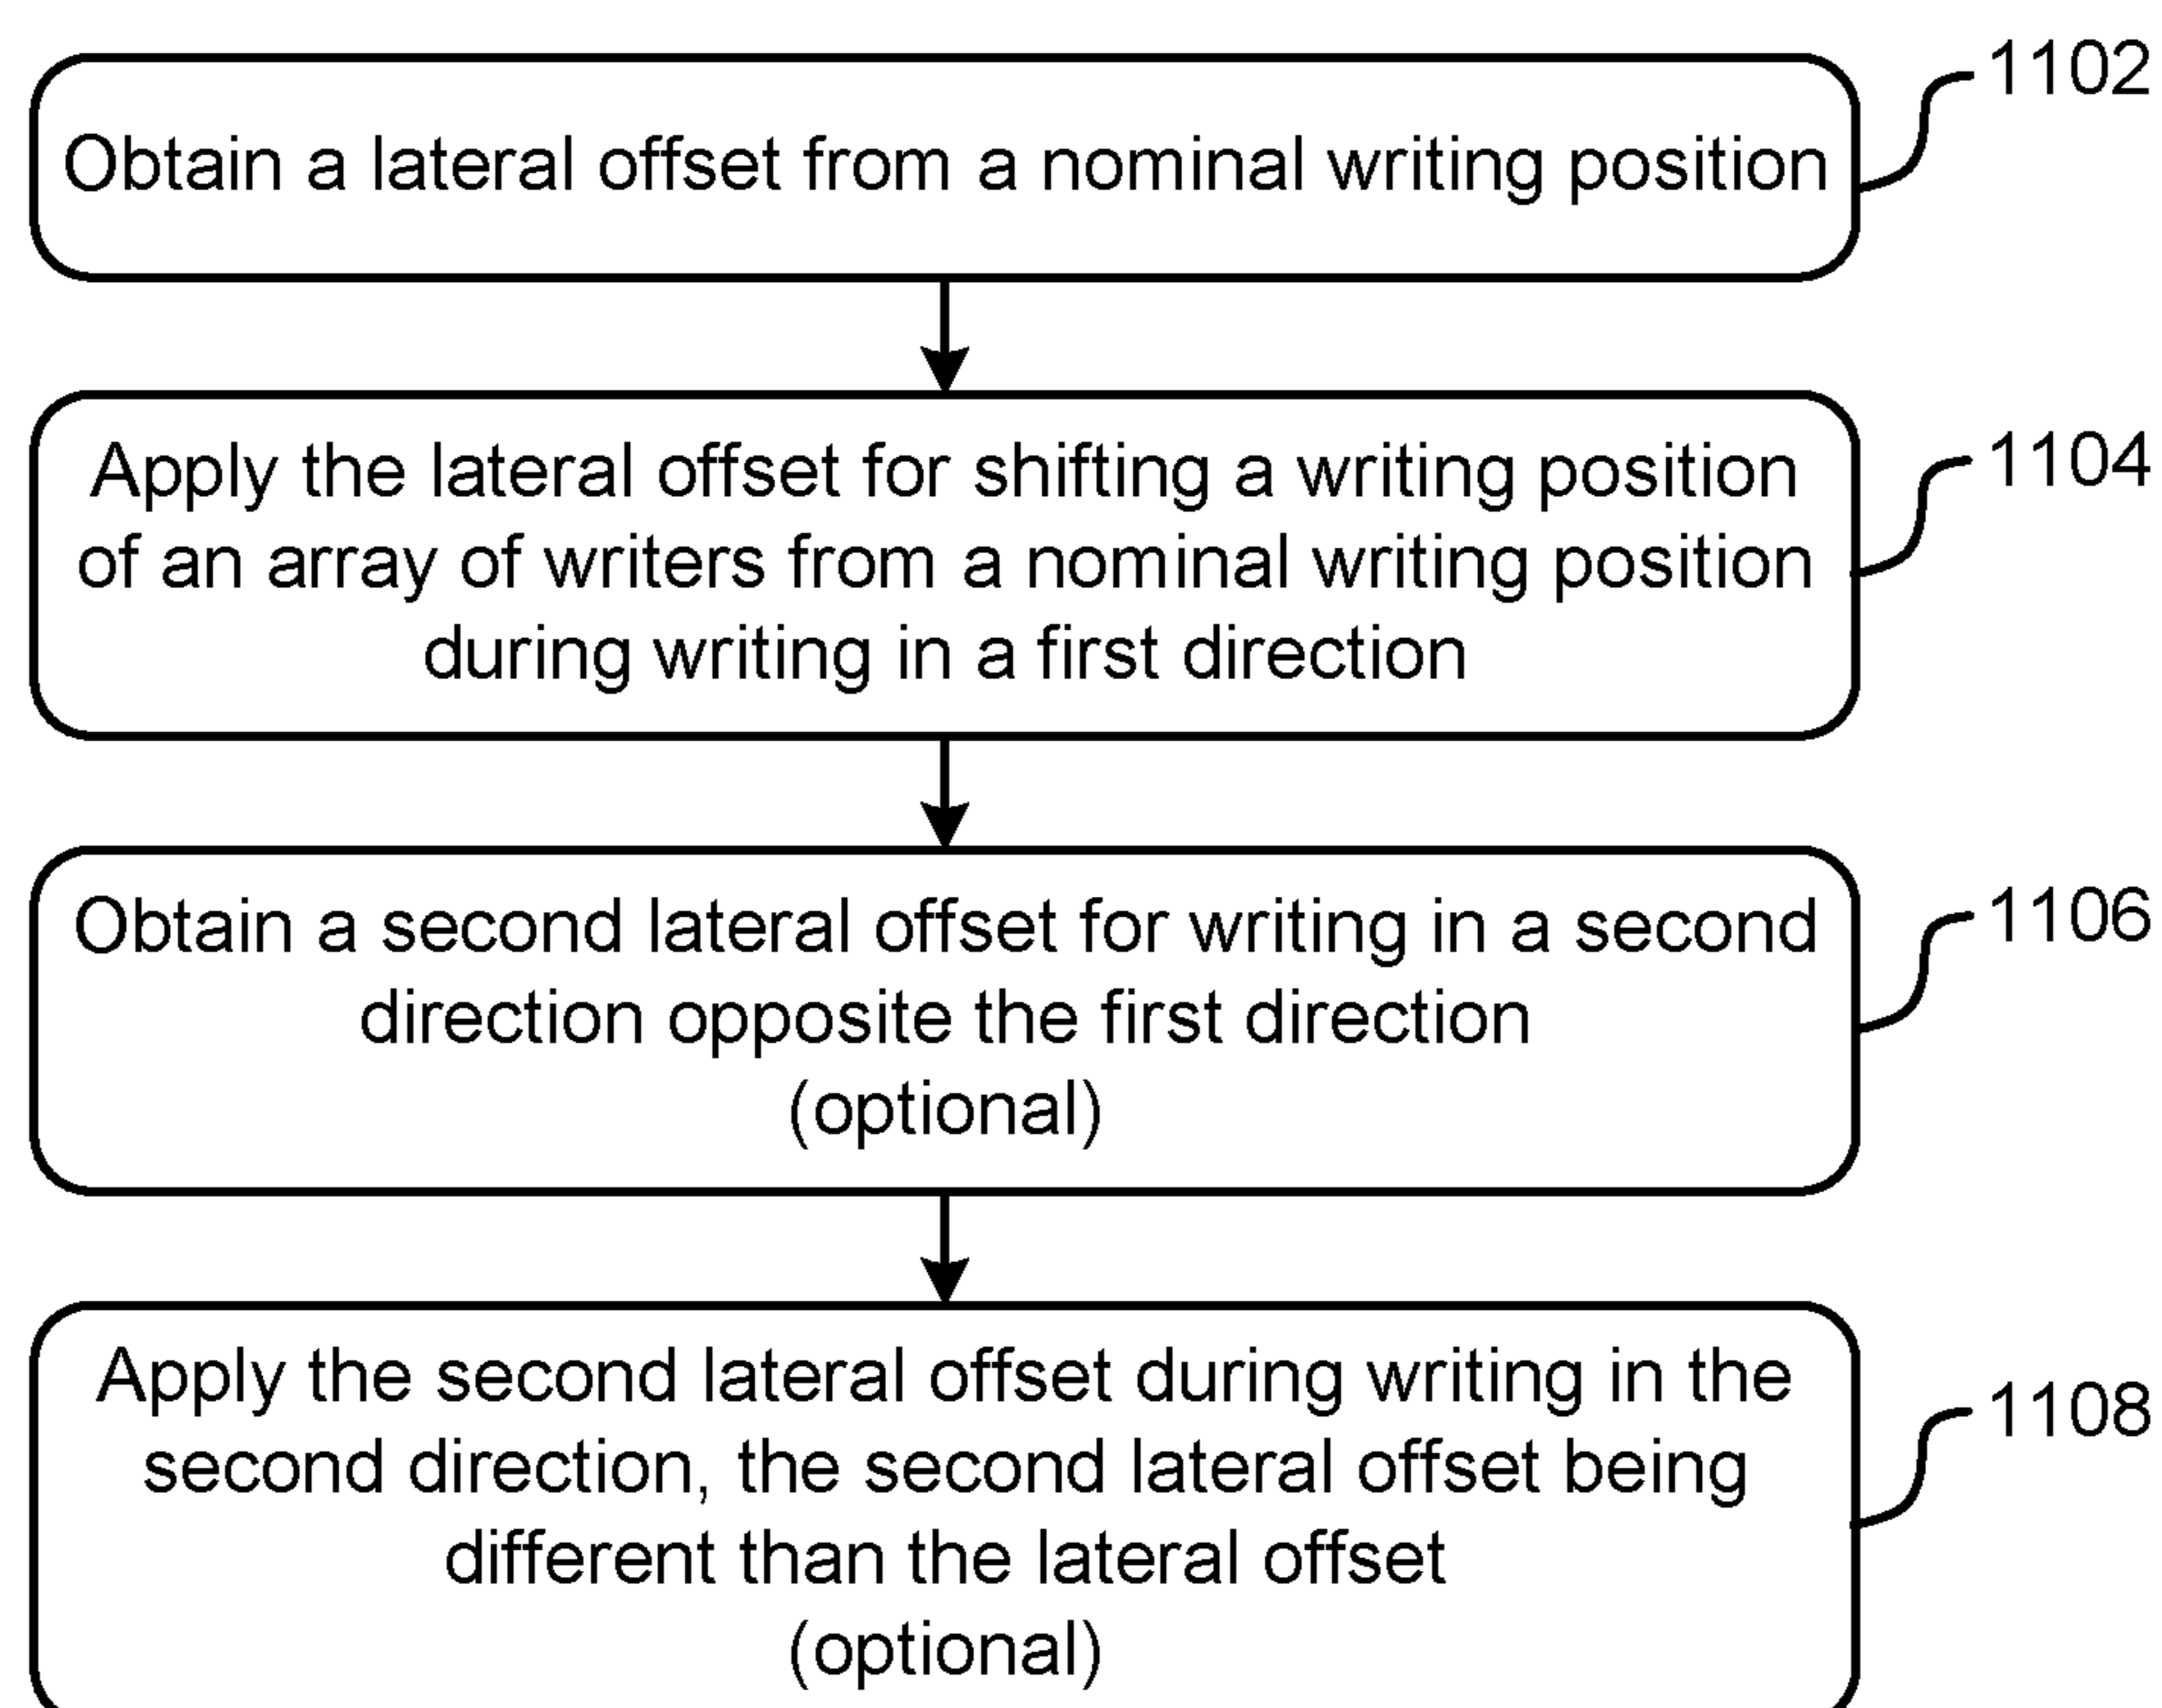 1102
Obtain a lateral offset from a nominal writing position
1104
Apply the lateral offset for shifting a writing position
of an array of writers from a nominal writing position
during writing in a first direction
1106
Obtain a second lateral offset for writing in a second
direction opposite the first direction
(optional)
1108
Apply the second lateral offset during writing in the
second direction, the second lateral offset being
different than the lateral offset
(optional)